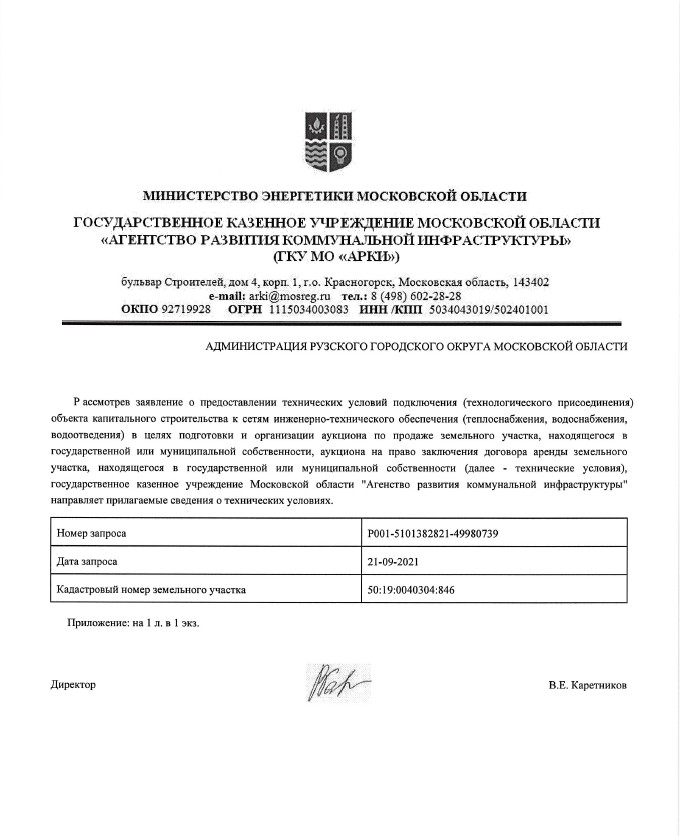 МИНИСТЕРСТВО ЭНЕРГЕТИКИ МОСКОВСКОЙ ОБЛАСТИ
ГОСУДАРСТВЕННОЕ КАЗЕННОЕ УЧРЕЖДЕНИЕ МОСКОВСКОЙ ОБЛАСТИ
«АГЕНТСТВО РАЗВИТИЯ КОММУНАЛЬНОЙ ИНФРАСТРУКТУРЫ»
(ГКУ МО «АРКИ»)
бульвар Строителей, дом 4, корп. 1, г.о. Красногорск, Московская область, 143402
e-mail: arki@mosreg.ru тел.: 8 (498) 602-28-28
ОКПО 92719928 ОГРН 1115034003083 ИНН /КПП 5034043019/502401001
АДМИНИСТРАЦИЯ РУЗСКОГО ГОРОДСКОГО ОКРУГА МОСКОВСКОЙ ОБЛАСТИ
Р ассмотрев заявление о предоставлении технических условий подключения (технологического присоединения)
объекта капитального строительства к сетям инженерно-технического обеспечения (теплоснабжения, водоснабжения,
водоотведения) в целях подготовки и организации аукциона по продаже земельного участка, находящегося в
государственной или муниципальной собственности, аукциона на право заключения договора аренды земельного
участка, находящегося в государственной или муниципальной собственности (далее - технические условия),
государственное казенное учреждение Московской области "Агенство развития коммунальной инфраструктуры"
направляет прилагаемые сведения о технических условиях.
Номер запроса P001-5101382821-49980739
Дата запроса 21-09-2021
Кадастровый номер земельного участка 50:19:0040304:846
Приложение: на 1 л. в 1 экз.
Директор В.Е. Каретников